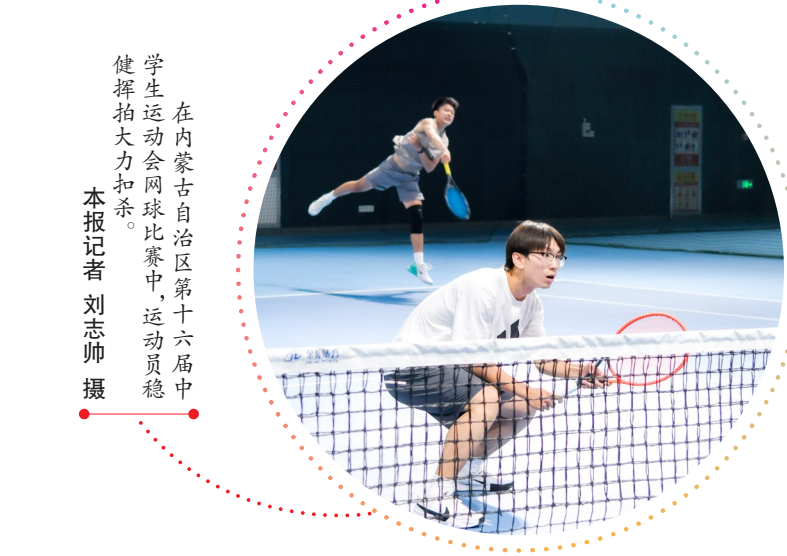 在内蒙古自治区第十六届中
学生运动会网球比赛中，运动员稳
健挥拍大力扣杀。
本报记者 刘志帅 摄